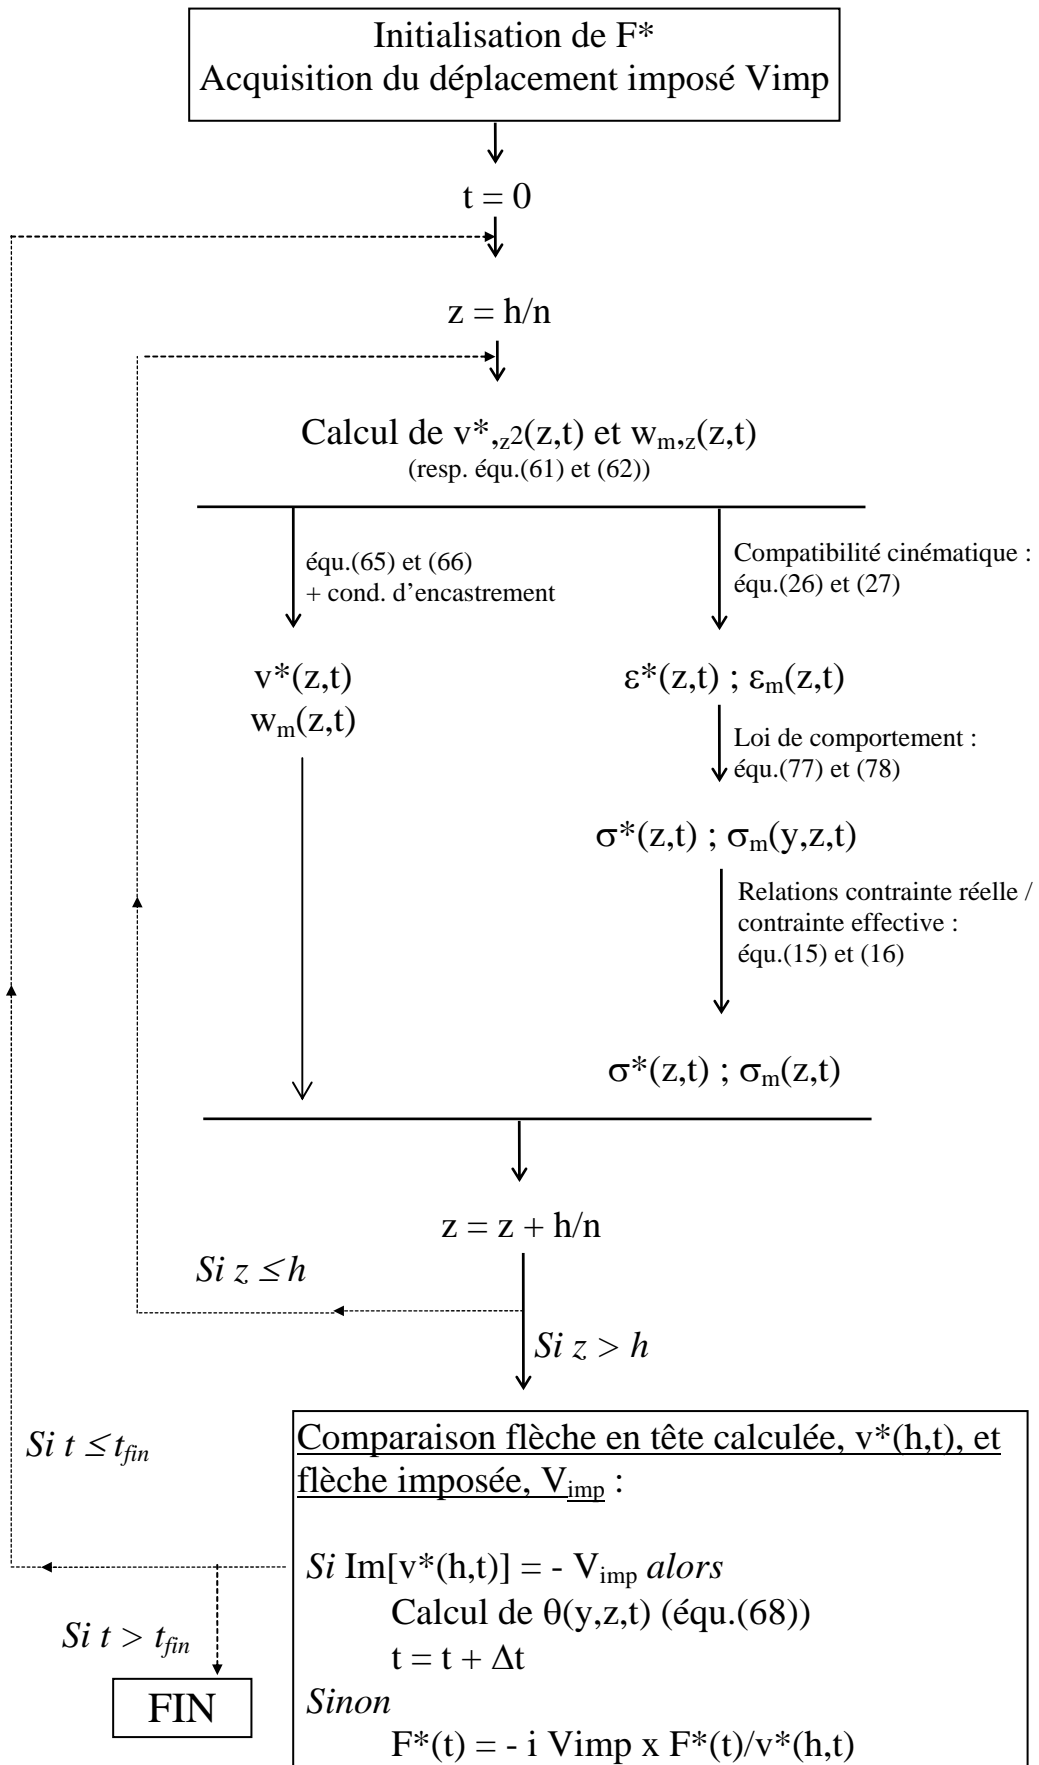 Initialisation de F*
Acquisition du déplacement imposé Vimp
t = 0
z = h/n
Calcul de v*,z2(z,t) et wm,z(z,t)
(resp. équ.(61) et (62))
équ.(65) et (66)
+ cond. d'encastrement
Compatibilité cinématique :
équ.(26) et (27)
v*(z,t)
wm(z,t)
ε*(z,t) ; εm(z,t)
Loi de comportement :
équ.(77) et (78)
σ*(z,t) ; σm(y,z,t)
Relations contrainte réelle /
contrainte effective :
équ.(15) et (16)
σ*(z,t) ; σm(z,t)
z = z + h/n
Si z ≤ h
Si z > h
Si t ≤ tfin
Comparaison flèche en tête calculée, v*(h,t), et
flèche imposée, Vimp :
Si Im[v*(h,t)] = - Vimp alors
Calcul de θ(y,z,t) (équ.(68))
t = t + Δt
Sinon
F*(t) = - i Vimp x F*(t)/v*(h,t)
Si t > tfin
FIN